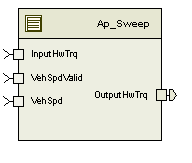 Ap_Sweep
InputHwTrq
VehSpdValid
VehSpd
OutputHwTrq